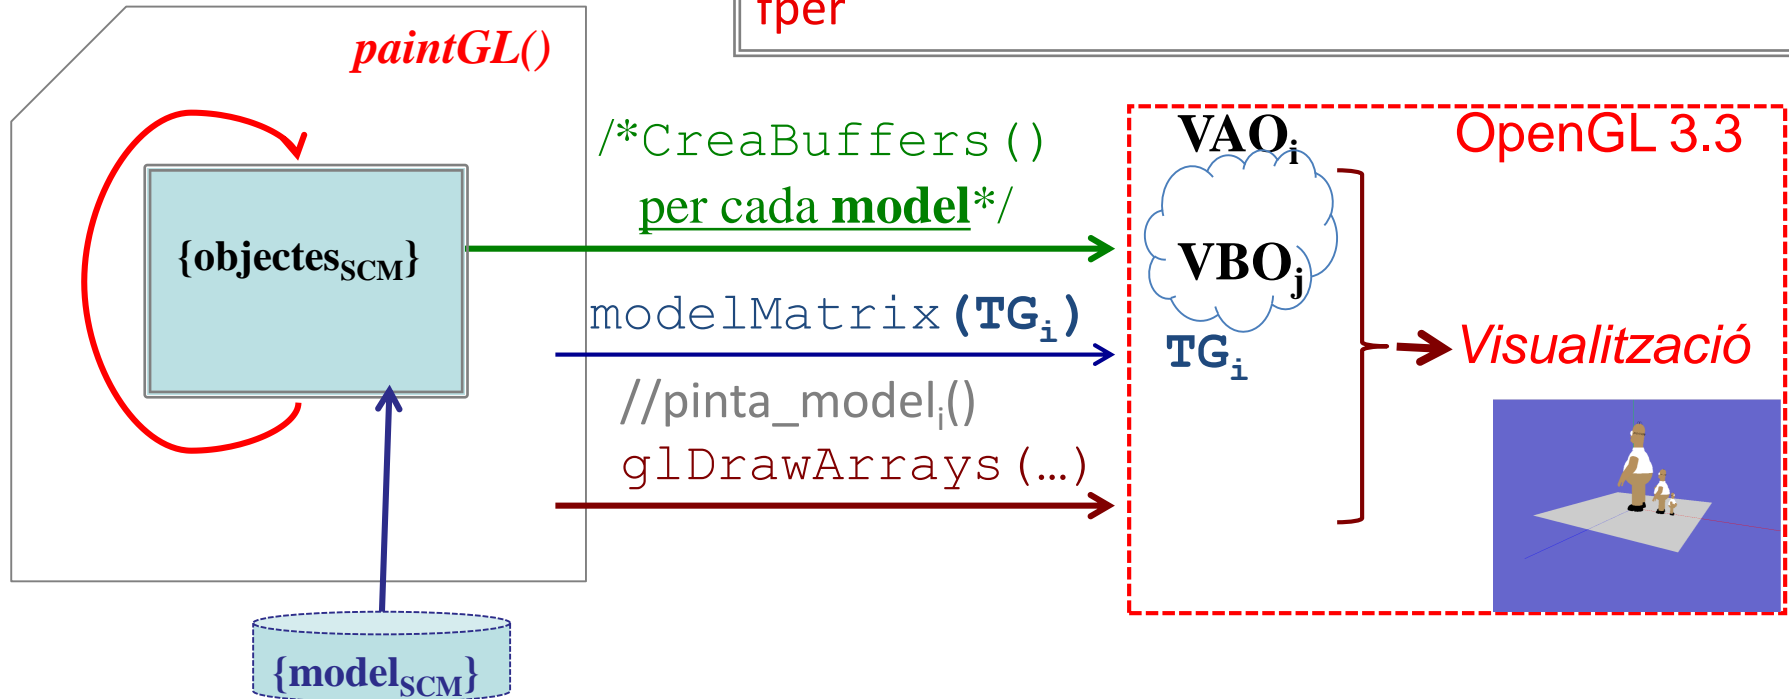 fper
paintGL()
/*CreaBuffers()
per cada model*/
{objectesSCM}
modelMatrix(TGi)
//pinta_modeli()
glDrawArrays(…)
{modelSCM}
OpenGL 3.3
VAOi
VBOj
TGi
Visualització